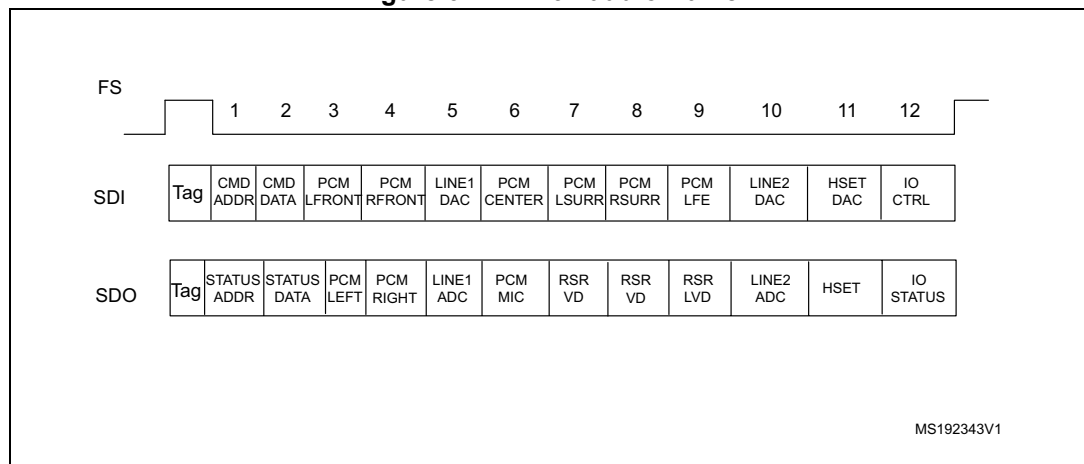 FS
1 2 3 4 5 6 7 8 9 10 11 12
SDI
Tag
CMD ADDR
CMD DATA
PCM LFRONT
PCM RFRONT
LINE1 DAC
PCM CENTER
PCM LSURR
PCM RSURR
PCM LFE
LINE2 DAC
HSET DAC
IO CTRL
SDO
Tag
STATUS ADDR
STATUS DATA
PCM LEFT
PCM RIGHT
LINE1 ADC
PCM MIC
RSR VD
RSR VD
RSR LVD
LINE2 ADC
HSET
IO STATUS
MS192343V1